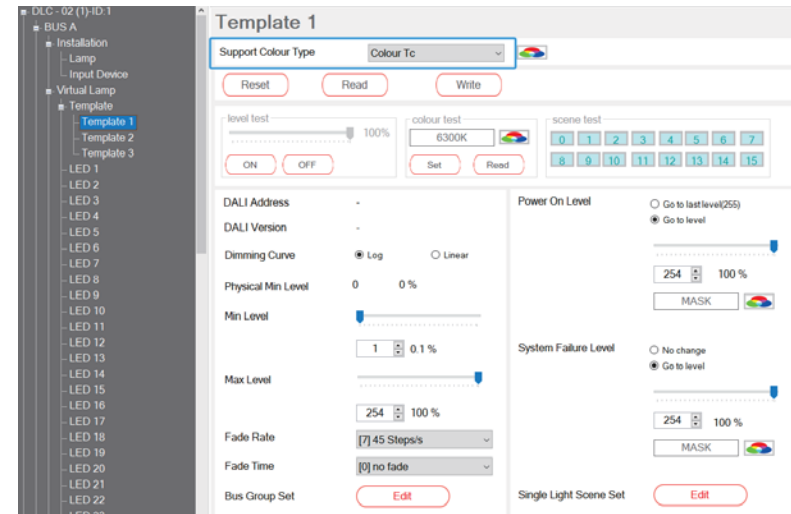 DLC - 02 (1)-ID:1
BUS A
Installation
Lamp
Input Device
Virtual Lamp
Template
Template 1
Template 2
Template 3
LED 1
LED 2
LED 3
LED 4
LED 5
LED 6
LED 7
LED 8
LED 9
LED 10
LED 11
LED 12
LED 13
LED 14
LED 15
LED 16
LED 17
LED 18
LED 19
LED 20
LED 21
LED 22
Template 1
Support Colour Type Colour Tc
Reset Read Write
level test colour test scene test
100% 6300K 0 1 2 3 4 5 6 7
ON OFF Set Read 8 9 10 11 12 13 14 15
DALI Address -
DALI Version -
Dimming Curve Log Linear
Physical Min Level 0 0 %
Min Level
1 0.1 %
Max Level
254 100 %
Fade Rate [7] 45 Steps/s
Fade Time [0] no fade
Bus Group Set Edit
Power On Level Go to last level(255)
Go to level
254 100 %
MASK
System Failure Level No change
Go to level
254 100 %
MASK
Single Light Scene Set Edit